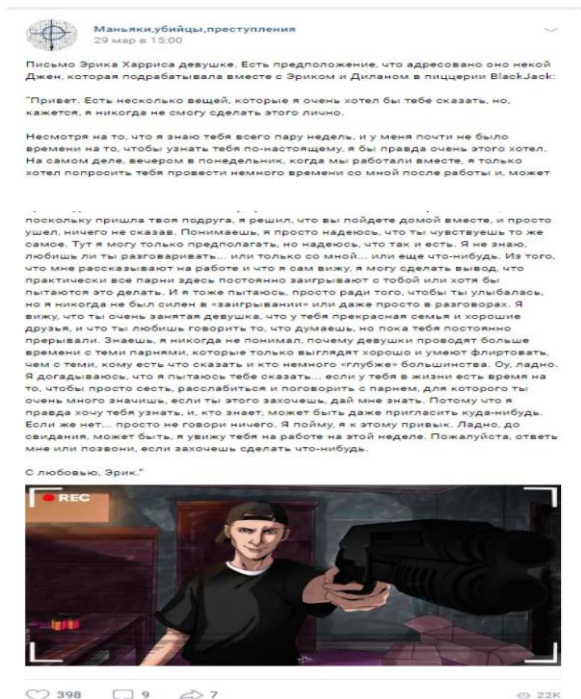 Маньяки,убийцы,преступления
29 мар в 15:00
Письмо Эрика Харриса девушке. Есть предположение, что адресовано оно некой
Джен, которая подрабатывала вместе с Эриком и Диланом в пиццерии BlackJack:
"Привет. Есть несколько вещей, которые я очень хотел бы тебе сказать, но,
кажется, я никогда не смогу сделать этого лично.
Несмотря на то, что я знаю тебя всего пару недель, и у меня почти не было
времени на то, чтобы узнать тебя по-настоящему, я бы правда очень этого хотел.
На самом деле, вечером в понедельник, когда мы работали вместе, я только
хотел попросить тебя провести немного времени со мной после работы и, может
поскольку пришла твоя подруга, я решил, что вы пойдете домой вместе, и просто
ушел, ничего не сказав. Понимаешь, я просто надеюсь, что ты чувствуешь то же
самое. Тут я могу только предполагать, но надеюсь, что так и есть. Я не знаю,
любишь ли ты разговаривать... или только со мной... или еще что-нибудь. Из того,
что мне рассказывают на работе и что я сам вижу, я могу сделать вывод, что
практически все парни здесь постоянно заигрывают с тобой или хотя бы
пытаются это делать. И я тоже пытаюсь, просто ради того, чтобы ты улыбалась,
но я никогда не был силен в «заигрывании» или даже просто в разговорах. Я
вижу, что ты очень занятая девушка, что у тебя прекрасная семья и хорошие
друзья, и что ты любишь говорить то, что думаешь, но пока тебя постоянно
прерывали. Знаешь, я никогда не понимал, почему девушки проводят больше
времени с теми парнями, которые только выглядят хорошо и умеют флиртовать,
чем с теми, кому есть что сказать и кто немного «глубже» большинства. Оу, ладно.
Я догадываюсь, что я пытаюсь тебе сказать... если у тебя в жизни есть время на
то, чтобы просто сесть, расслабиться и поговорить с парнем, для которого ты
очень много значишь, если ты этого захочешь, дай мне знать. Потому что я
правда хочу тебя узнать, и, кто знает, может быть даже пригласить куда-нибудь.
Если же нет... просто не говори ничего. Я пойму, я к этому привык. Ладно, до
свидания, может быть, я увижу тебя на работе на этой неделе. Пожалуйста, ответь
мне или позвони, если захочешь сделать что-нибудь.
С любовью, Эрик."
REC
398 9 7 22K